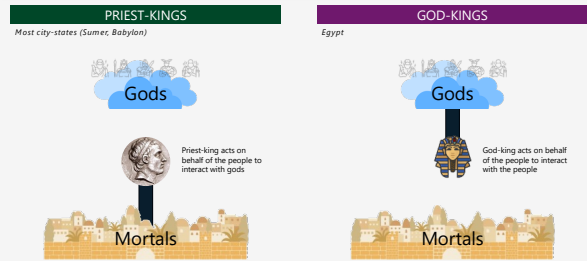 PRIEST-KINGS
Most city-states (Sumer, Babylon)
Gods
Priest-king acts on
behalf of the people to
interact with gods
Mortals
GOD-KINGS
Egypt
Gods
God-king acts on behalf
of the people to interact
with the people
Mortals